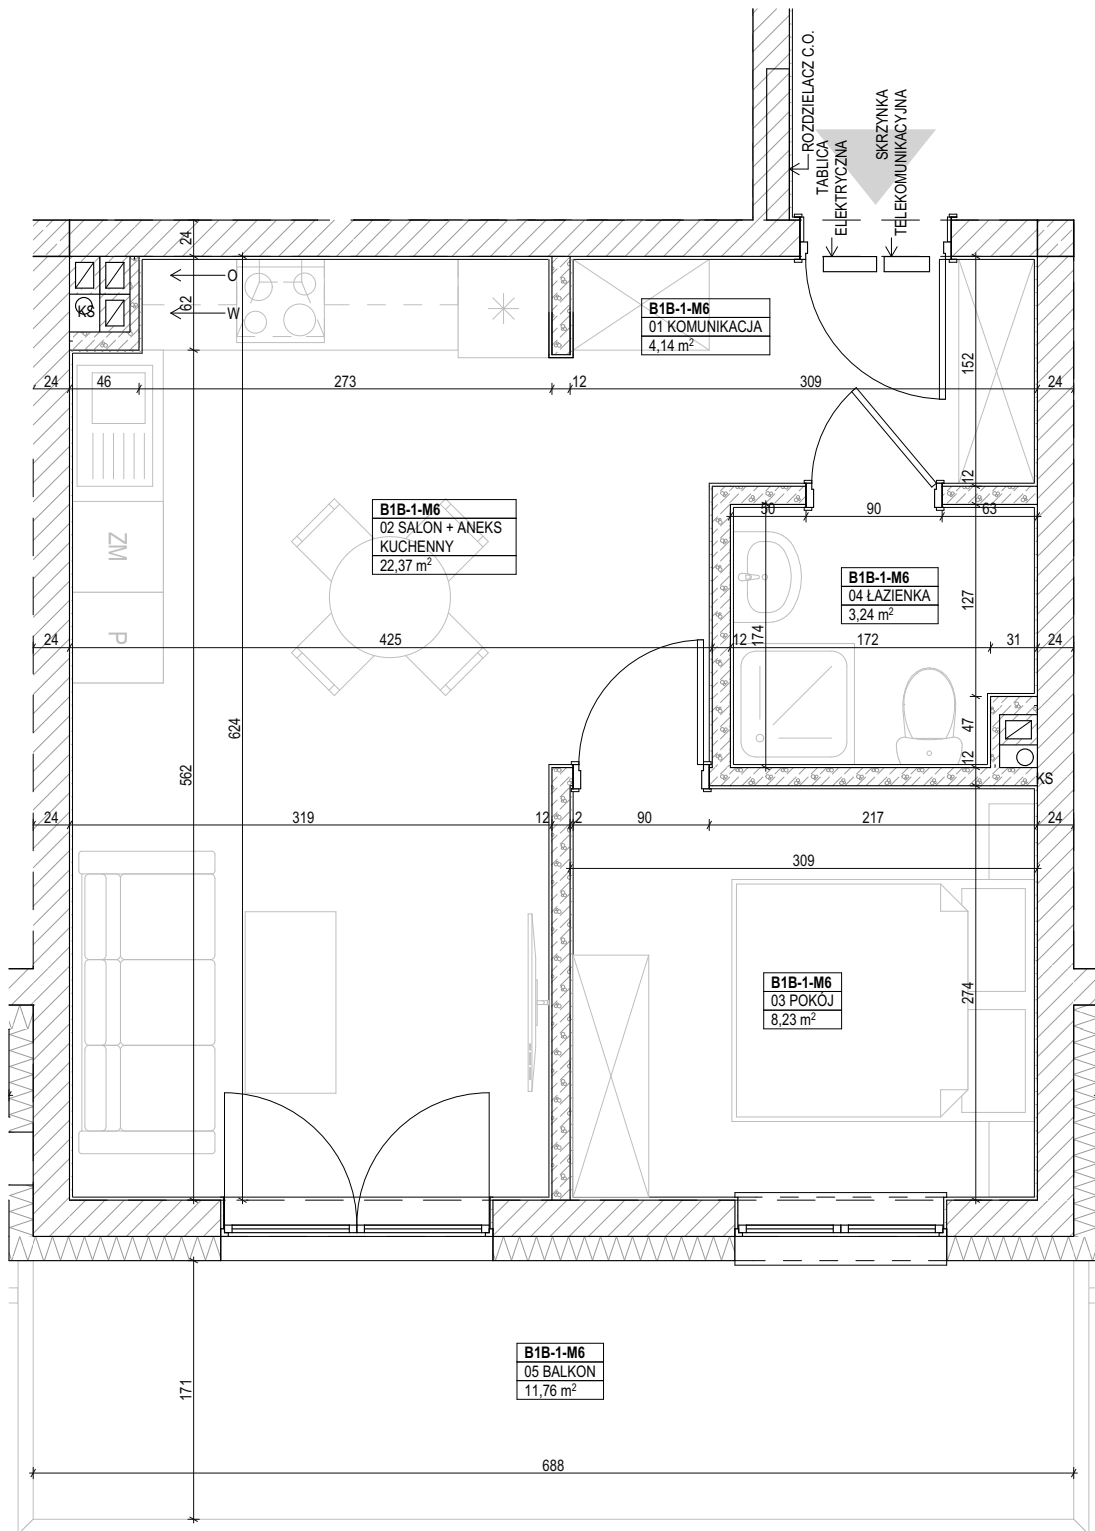 ROZDZIELACZ C.O.
TABLICA
ELEKTRYCZNA
SKRZYNKA
TELEKOMUNIKACYJNA
24
62
O
W
KS
B1B-1-M6
01 KOMUNIKACJA
4,14 m²
152
24
46
273
12
309
24
12
B1B-1-M6
02 SALON + ANEKS
KUCHENNY
22,37 m²
50
90
63
ZM
P
B1B-1-M6
04 ŁAZIENKA
3,24 m²
127
174
24
425
12
172
31
24
624
562
47
12
KS
24
319
12
2
90
217
24
309
B1B-1-M6
03 POKÓJ
8,23 m²
274
B1B-1-M6
05 BALKON
11,76 m²
171
688